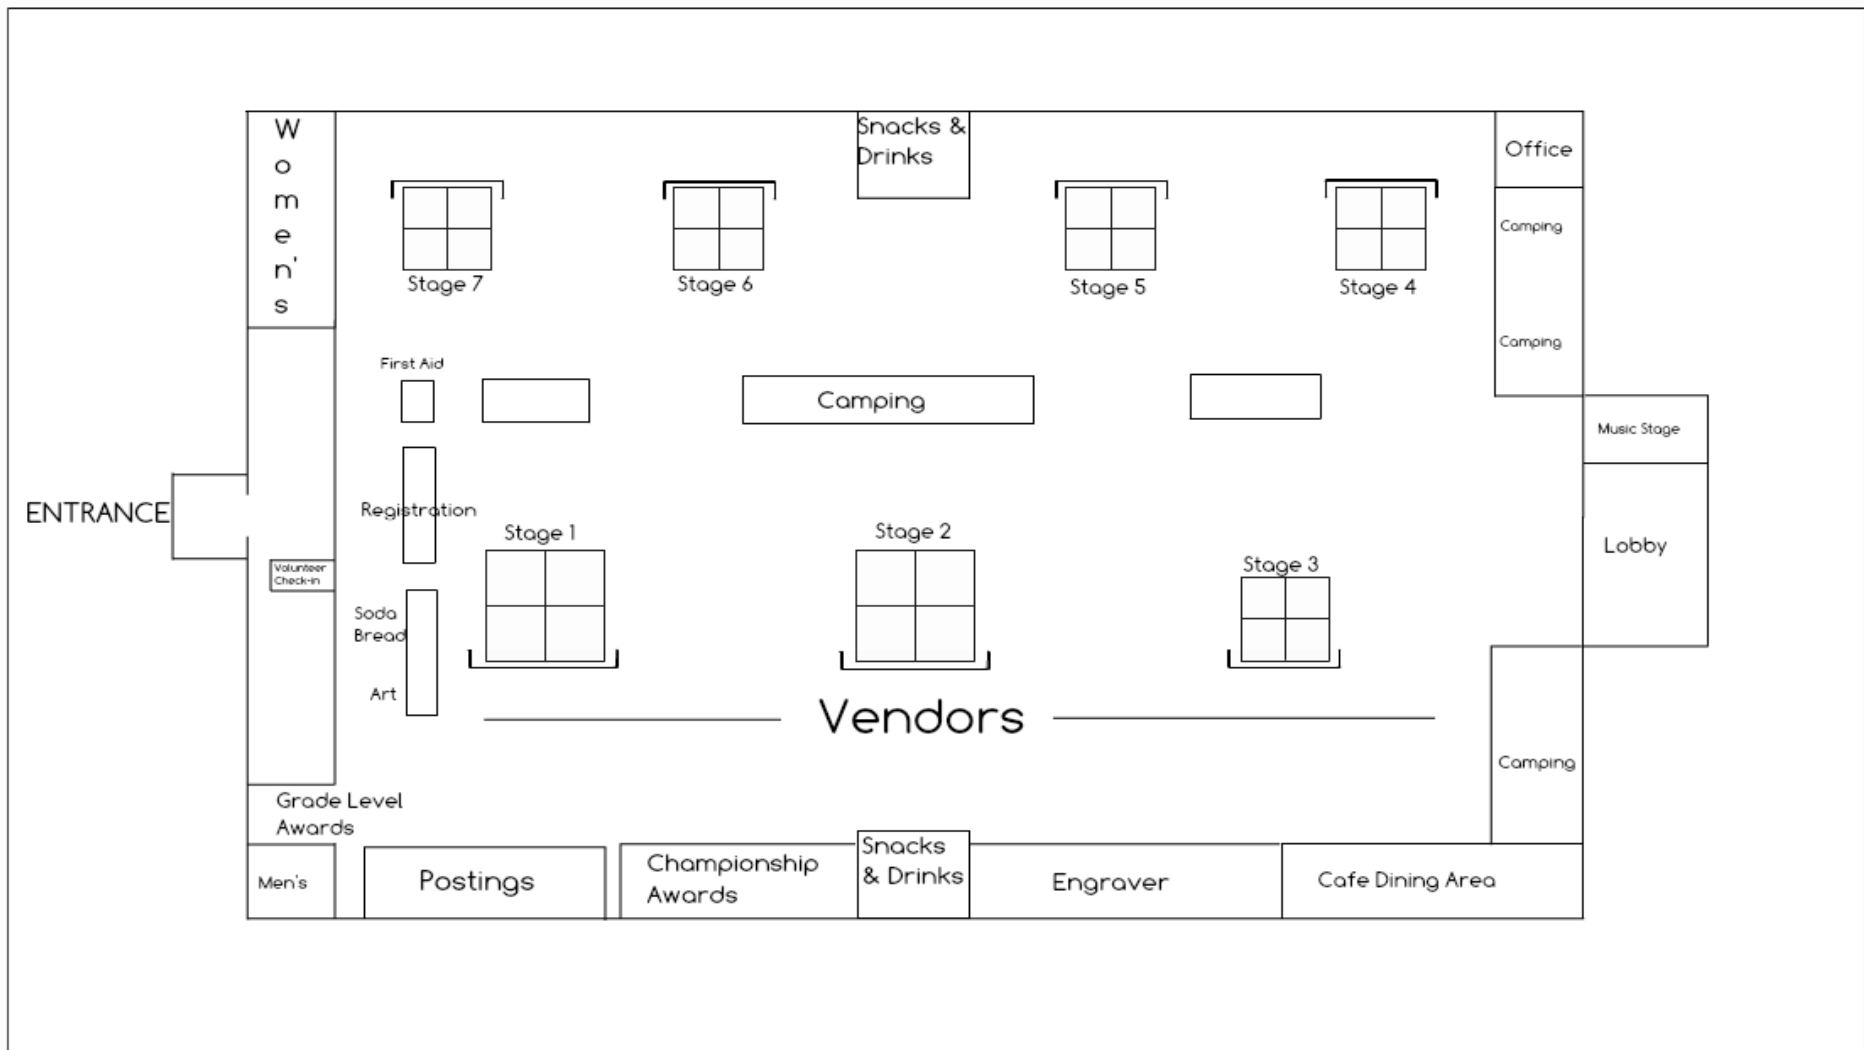 W
o
m
e
n'
s
Snacks &
Drinks
Office
Camping
Stage 7
Stage 6
Stage 5
Stage 4
Camping
First Aid
Camping
Music Stage
ENTRANCE
Registration
Stage 1
Stage 2
Stage 3
Lobby
Volunteer
Check-in
Soda
Bread
Art
Vendors
Camping
Grade Level
Awards
Men's
Postings
Championship
Awards
Snacks
& Drinks
Engraver
Cafe Dining Area